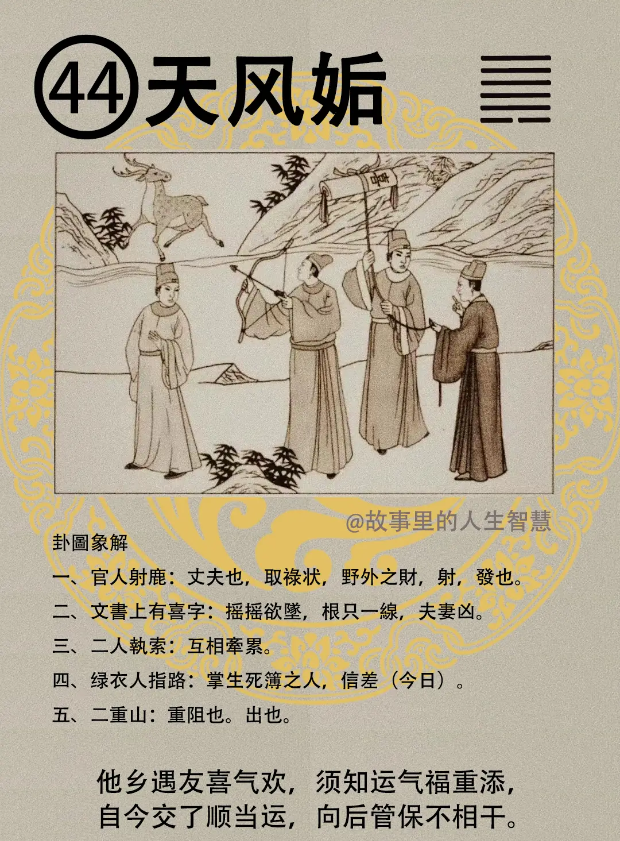 44 天风姤
喜
@故事里的人生智慧
卦圖象解
一、官人射鹿：丈夫也，取祿状，野外之財，射，發也。
二、文書上有喜字：摇摇欲墜，根只一線，夫妻凶。
三、二人執索：互相牽累。
四、绿衣人指路：掌生死簿之人，信差（今日）。
五、二重山：重阻也。出也。
他乡遇友喜气欢，须知运气福重添，
自今交了顺当运，向后管保不相干。